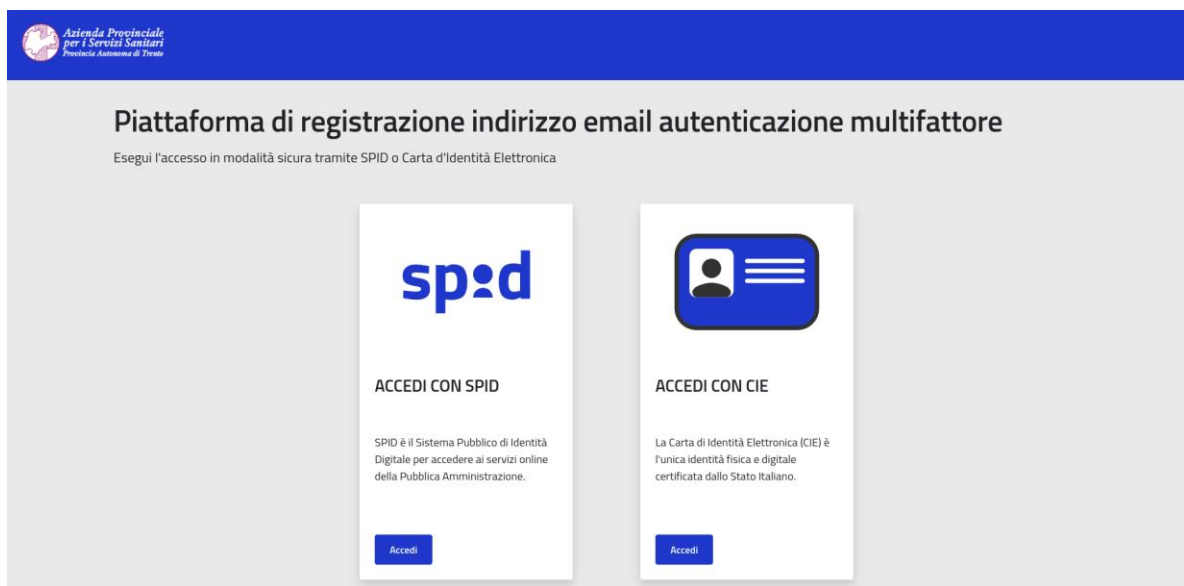 Azienda Provinciale
per i Servizi Sanitari
Provincia Autonoma di Trento
Piattaforma di registrazione indirizzo email autenticazione multifattore
Esegui l'accesso in modalità sicura tramite SPID o Carta d'Identità Elettronica
spid
ACCEDI CON SPID
SPID è il Sistema Pubblico di Identità
Digitale per accedere ai servizi online
della Pubblica Amministrazione.
Accedi
ACCEDI CON CIE
La Carta di Identità Elettronica (CIE) è
l'unica identità fisica e digitale
certificata dallo Stato Italiano.
Accedi